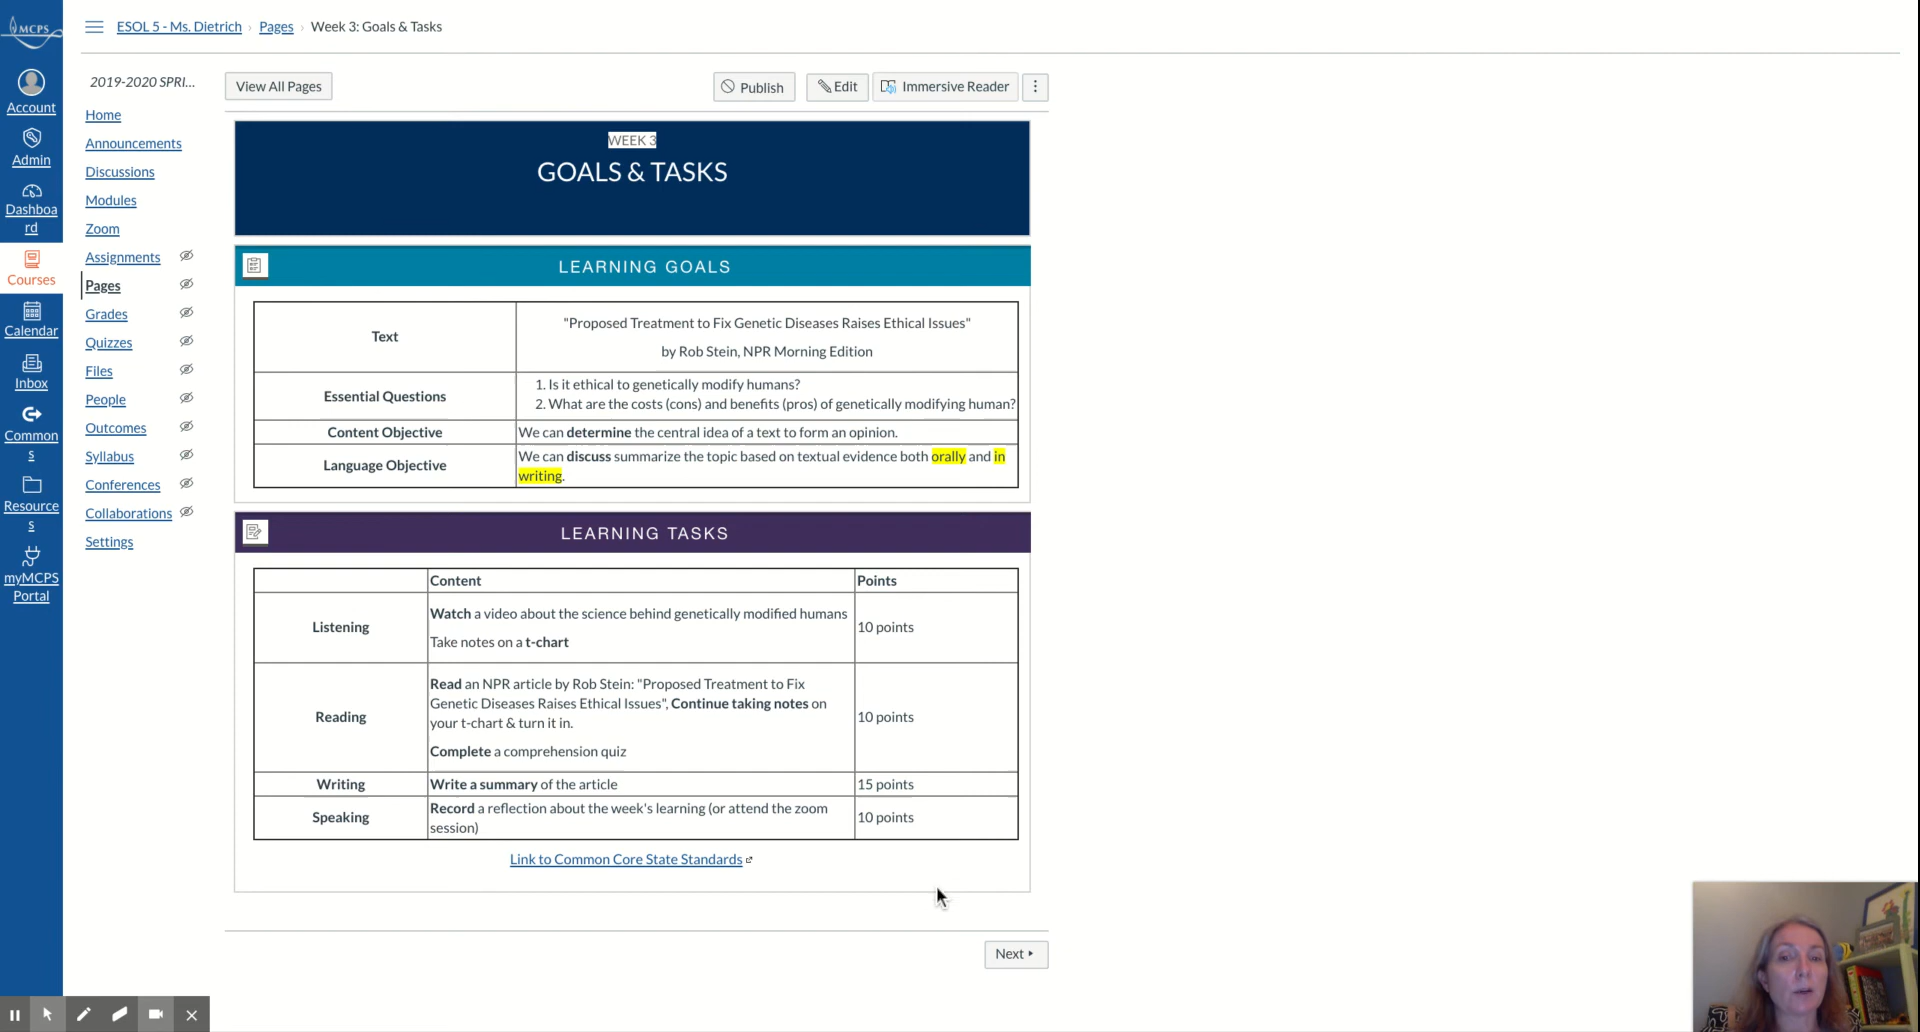 MCPS
ESOL 5 - Ms. Dietrich › Pages › Week 3: Goals & Tasks
Account
Admin
Dashboa
rd
Courses
Calendar
Inbox
Common
s
Resource
s
myMCPS
Portal
2019-2020 SPRI...
Home
Announcements
Discussions
Modules
Zoom
Assignments
Pages
Grades
Quizzes
Files
People
Outcomes
Syllabus
Conferences
Collaborations
Settings
View All Pages
Publish
Edit
Immersive Reader
WEEK 3
GOALS & TASKS
LEARNING GOALS
Text
"Proposed Treatment to Fix Genetic Diseases Raises Ethical Issues"
by Rob Stein, NPR Morning Edition
Essential Questions
1. Is it ethical to genetically modify humans?
2. What are the costs (cons) and benefits (pros) of genetically modifying human?
Content Objective
We can determine the central idea of a text to form an opinion.
Language Objective
We can discuss summarize the topic based on textual evidence both orally and in
writing.
LEARNING TASKS
Content
Points
Listening
Watch a video about the science behind genetically modified humans
Take notes on a t-chart
10 points
Reading
Read an NPR article by Rob Stein: "Proposed Treatment to Fix
Genetic Diseases Raises Ethical Issues", Continue taking notes on
your t-chart & turn it in.
Complete a comprehension quiz
10 points
Writing
Write a summary of the article
15 points
Speaking
Record a reflection about the week's learning (or attend the zoom
session)
10 points
Link to Common Core State Standards
Next